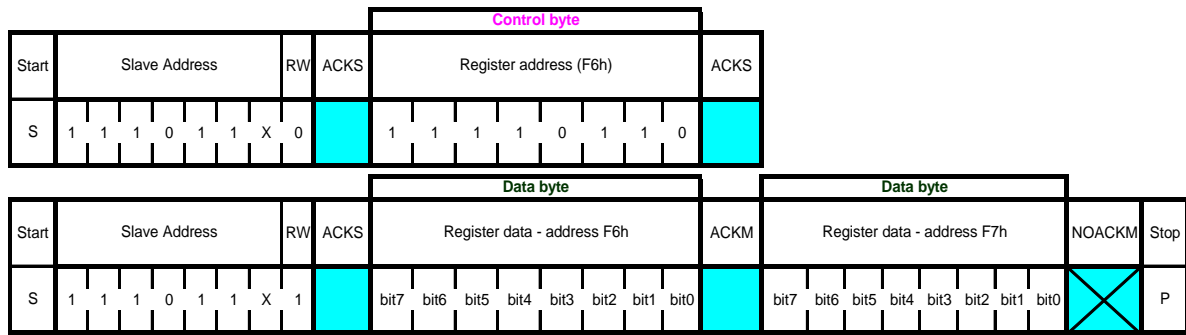 Control byte
Start Slave Address RW ACKS Register address (F6h) ACKS
S 1 1 1 0 1 1 X 0 1 1 1 1 0 1 1 0
Data byte Data byte
Start Slave Address RW ACKS Register data - address F6h ACKM Register data - address F7h NOACKM Stop
S 1 1 1 0 1 1 X 1 bit7 bit6 bit5 bit4 bit3 bit2 bit1 bit0 bit7 bit6 bit5 bit4 bit3 bit2 bit1 bit0 P